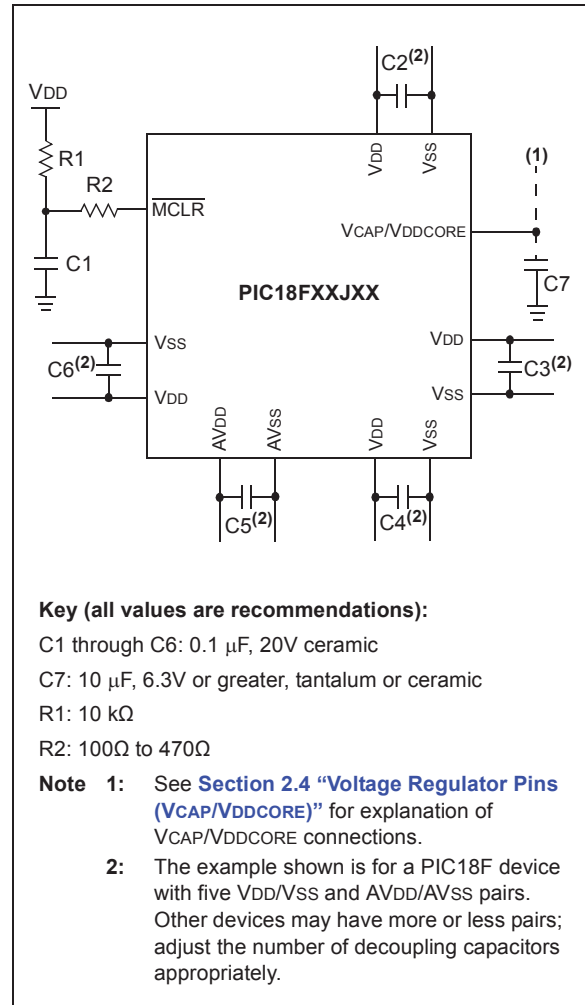 C2(2)
VDD
R1
R2
C1
MCLR
VDD
VSS
(1)
VCAP/VDDCORE
C7
PIC18FXXJXX
VSS
VDD
C6(2)
C3(2)
VDD
VSS
AVDD
AVSS
VDD
VSS
C5(2)
C4(2)
Key (all values are recommendations):
C1 through C6: 0.1 μF, 20V ceramic
C7: 10 μF, 6.3V or greater, tantalum or ceramic
R1: 10 kΩ
R2: 100Ω to 470Ω
Note 1: See Section 2.4 “Voltage Regulator Pins
(VCAP/VDDCORE)” for explanation of
VCAP/VDDCORE connections.
2: The example shown is for a PIC18F device
with five VDD/VSS and AVDD/AVSS pairs.
Other devices may have more or less pairs;
adjust the number of decoupling capacitors
appropriately.